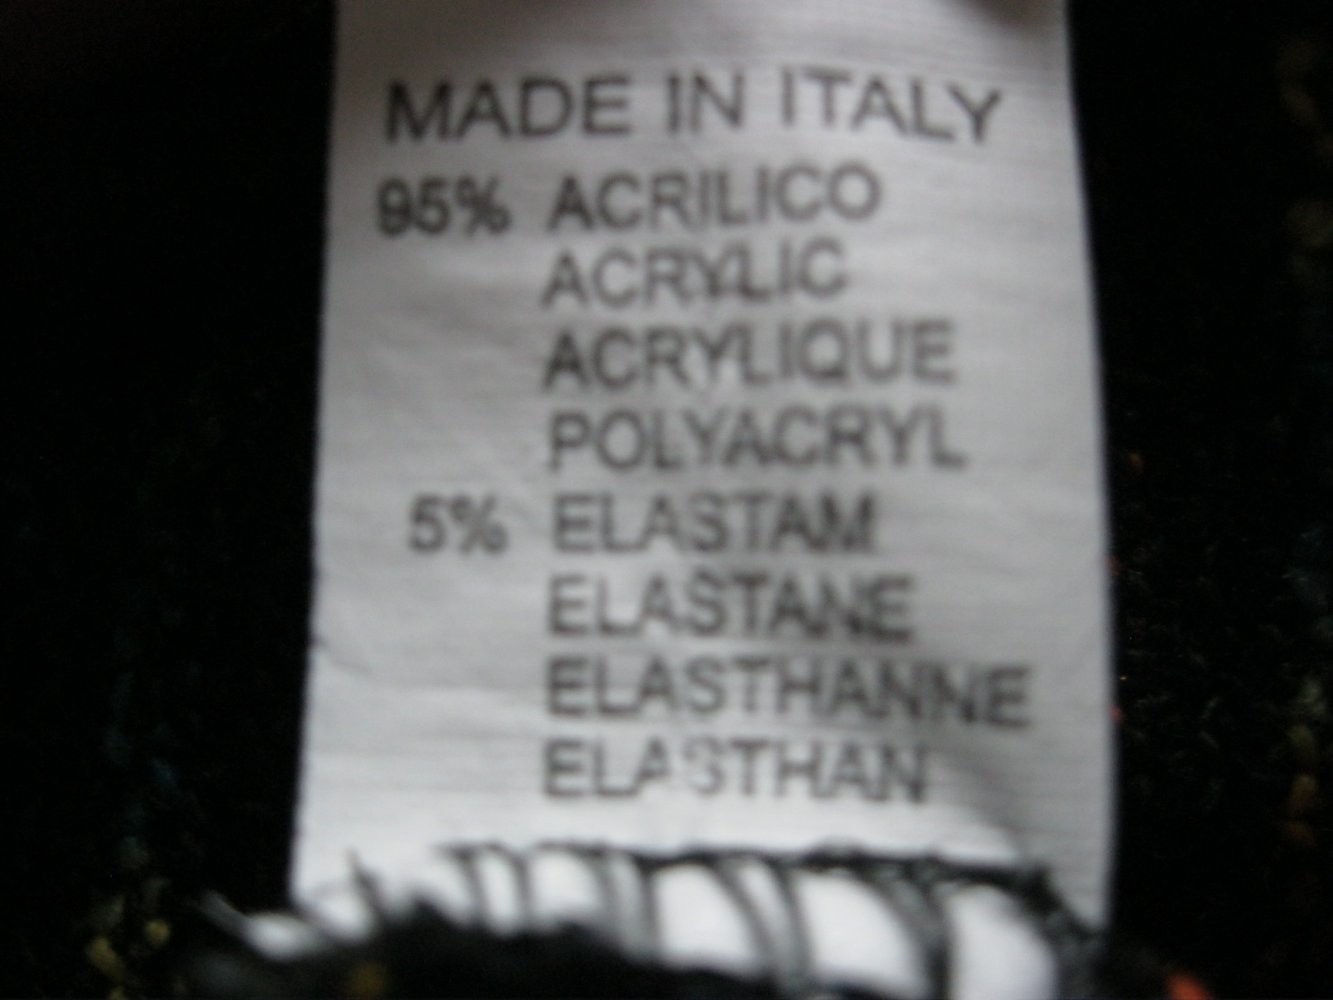 MADE IN ITALY
95% ACRILICO
ACRYLIC
ACRYLIQUE
POLYACRYL
5% ELASTAM
ELASTANE
ELASTHANNE
ELASTHAN